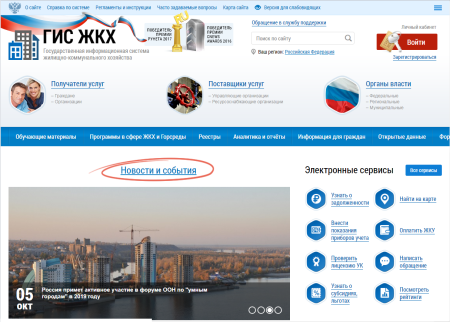 О сайте Справка по системе Регламенты и инструкции Часто задаваемые вопросы Карта сайта Версия для слабовидящих
ГИС ЖКХ
Государственная информационная система
жилищно-коммунального хозяйства
ПОБЕДИТЕЛЬ
ПРЕМИИ
РУНЕТА 2017
ПОБЕДИТЕЛЬ
ПРЕМИИ
AWARDS 2016
Обращение в службу поддержки
Поиск по сайту
Ваш регион: Российская Федерация
Личный кабинет
Войти
Зарегистрироваться
Получатели услуг
– Граждане
– Организации
Поставщики услуг
– Управляющие организации
– Ресурсоснабжающие организации
Органы власти
– Федеральные
– Региональные
– Муниципальные
Обучающие материалы Программы в сфере ЖКХ и Горсреды Реестры Аналитика и отчёты Информация для граждан Открытые данные Фор
Новости и события
05
ОКТ
Россия примет активное участие в форуме ООН по "умным
городам" в 2019 году
Электронные сервисы
Все сервисы
Узнать о
задолженности
Найти на карте
Внести
показания
приборов учета
Оплатить ЖКУ
Проверить
лицензию УК
Написать
обращение
Узнать о
субсидиях,
льготах
Посмотреть
рейтинги